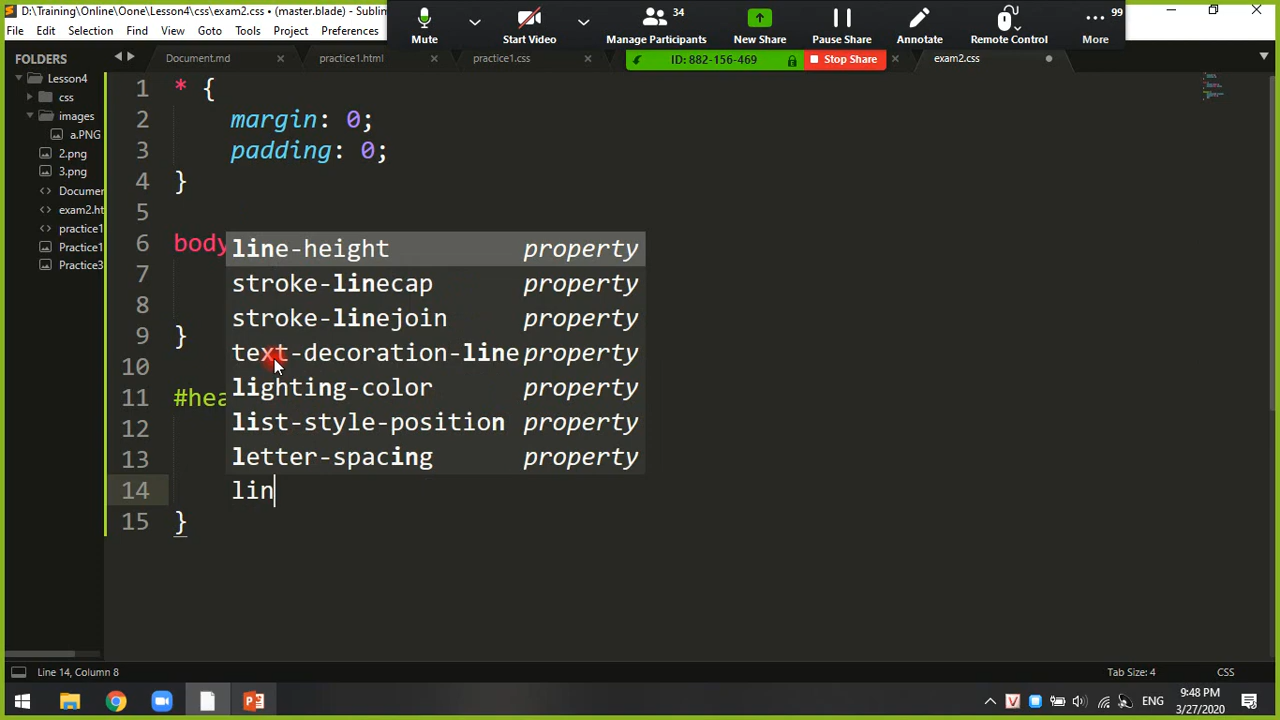 D:\Training\Online\Oone\Lesson4\css\exam2.css • (master.blade) - Sublim
File Edit Selection Find View Goto Tools Project Preferences
Mute
Start Video
34
Manage Participants
New Share
Pause Share
Annotate
Remote Control
99
More
ID: 882-156-469
Stop Share
FOLDERS
Document.md
practice1.html
practice1.css
exam2.css
Lesson4
css
images
a.PNG
2.png
3.png
Docume
exam2.ht
practice1
Practice1
Practice3
1 * {
2 margin: 0;
3 padding: 0;
4 }
5
6 body
7
8
9 }
10
11 #hea
12
13
14 lin
15 }
line-height property
stroke-linecap property
stroke-linejoin property
text-decoration-line property
lighting-color property
list-style-position property
letter-spacing property
Line 14, Column 8
Tab Size: 4
CSS
ENG
9:48 PM
3/27/2020